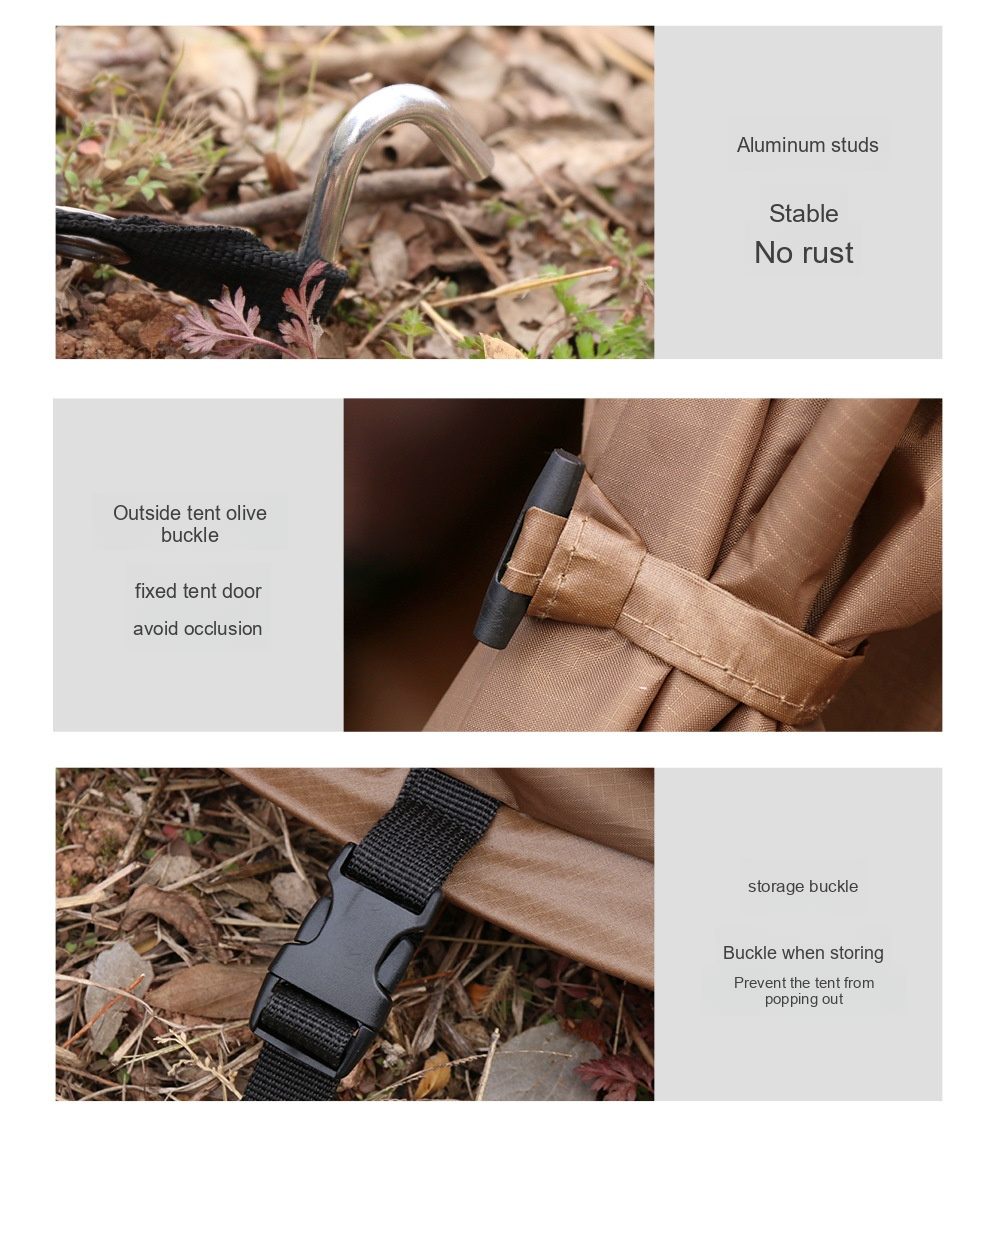 Aluminum studs
Stable
No rust
Outside tent olive
buckle
fixed tent door
avoid occlusion
storage buckle
Buckle when storing
Prevent the tent from
popping out